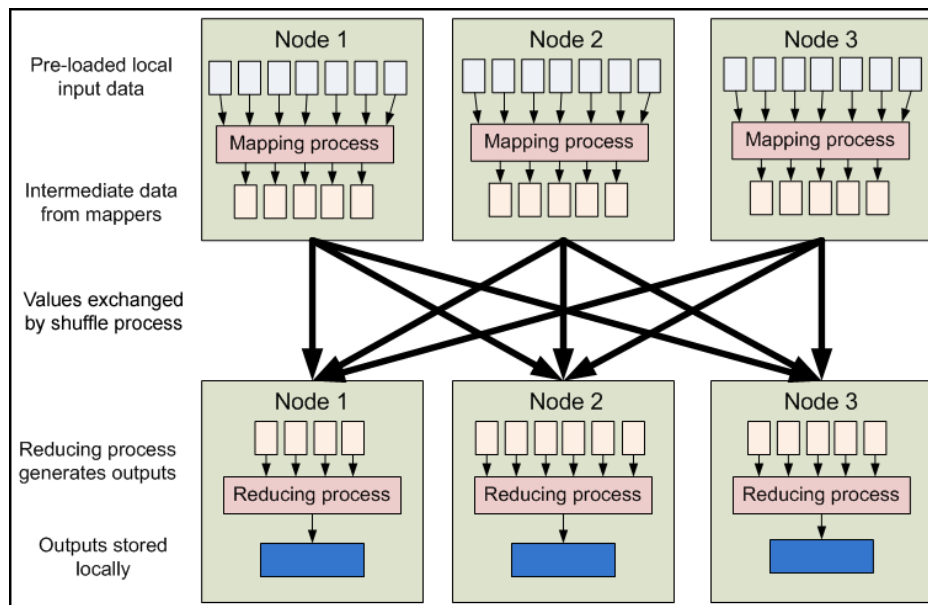 Node 1
Node 2
Node 3
Pre-loaded local
input data
Mapping process
Mapping process
Mapping process
Intermediate data
from mappers
Values exchanged
by shuffle process
Node 1
Node 2
Node 3
Reducing process
generates outputs
Reducing process
Reducing process
Reducing process
Outputs stored
locally